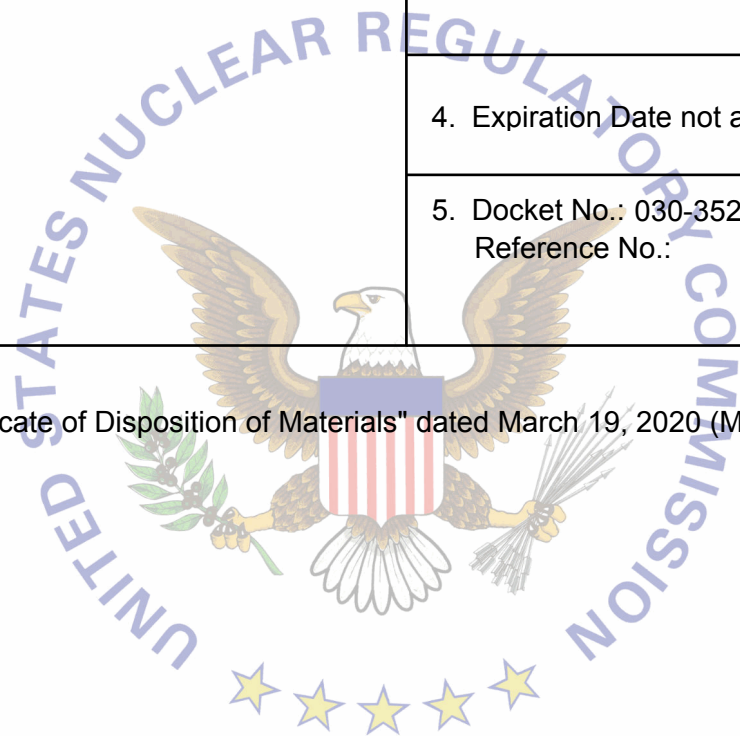 UNITED STATES NUCLEAR REGULATORY COMMISSION
4. Expiration Date not a
5. Docket No.: 030-352
Reference No.:
cate of Disposition of Materials" dated March 19, 2020 (M